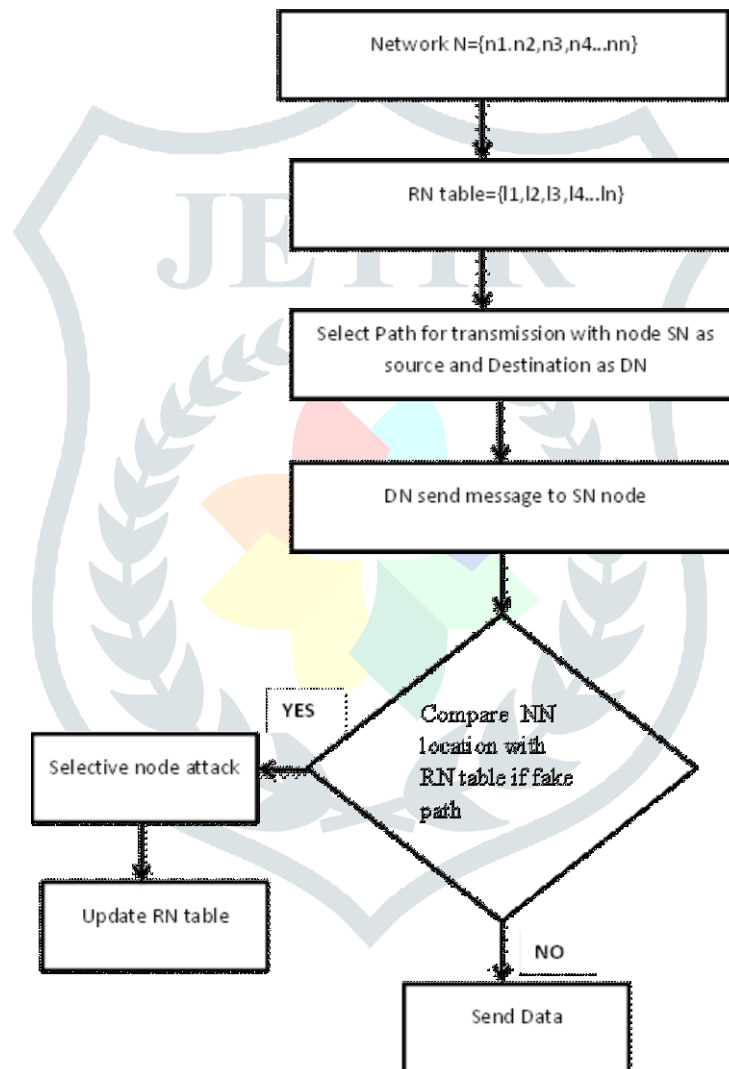 Network N={n1.n2,n3,n4...nn}
JETIR
RN table={l1,l2,l3,l4...ln}
Select Path for transmission with node SN as
source and Destination as DN
DN send message to SN node
YES
Compare NN
location with
RN table if fake
path
Selective node attack
Update RN table
NO
Send Data